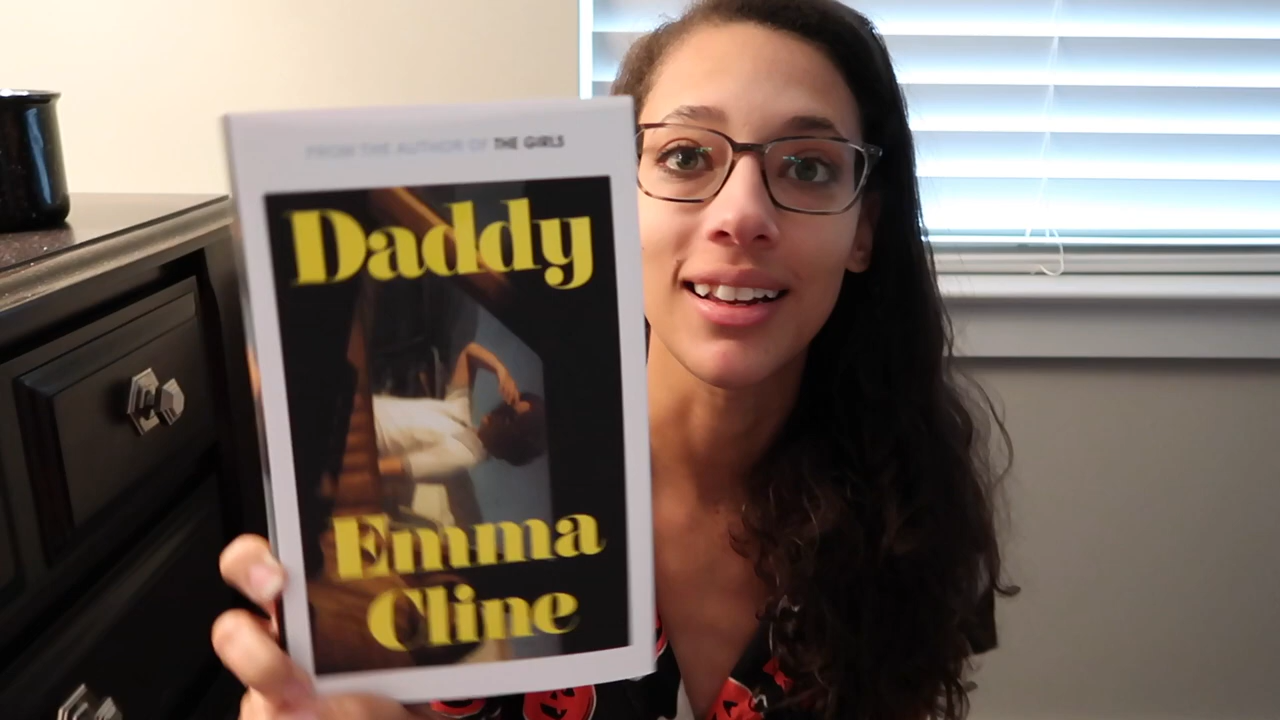 FROM THE AUTHOR OF THE GIRLS
Daddy
Emma
Cline